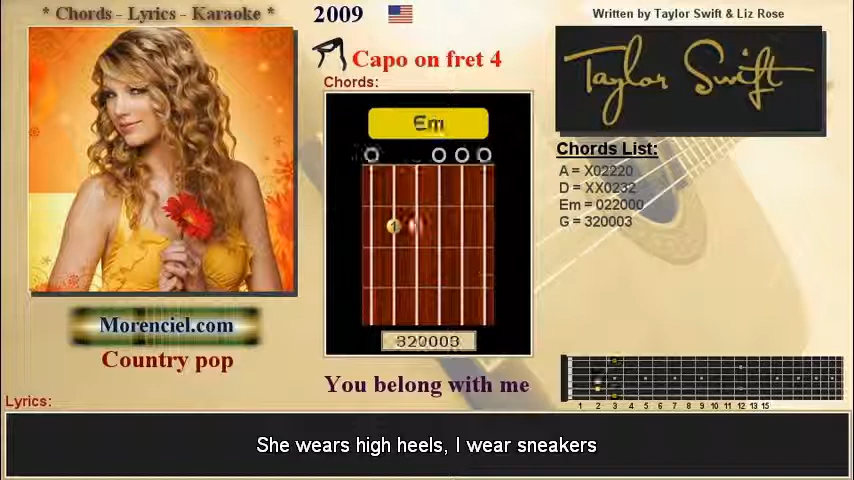 * Chords - Lyrics - Karaoke *
2009
Written by Taylor Swift & Liz Rose
Capo on fret 4
Chords:
Em
Taylor Swift
Chords List:
A = X02220
D = XX0232
Em = 022000
G = 320003
1
320003
Morenciel.com
Country pop
You belong with me
1 2 3 4 5 6 7 8 9 10 11 12 13 15
Lyrics:
She wears high heels, I wear sneakers